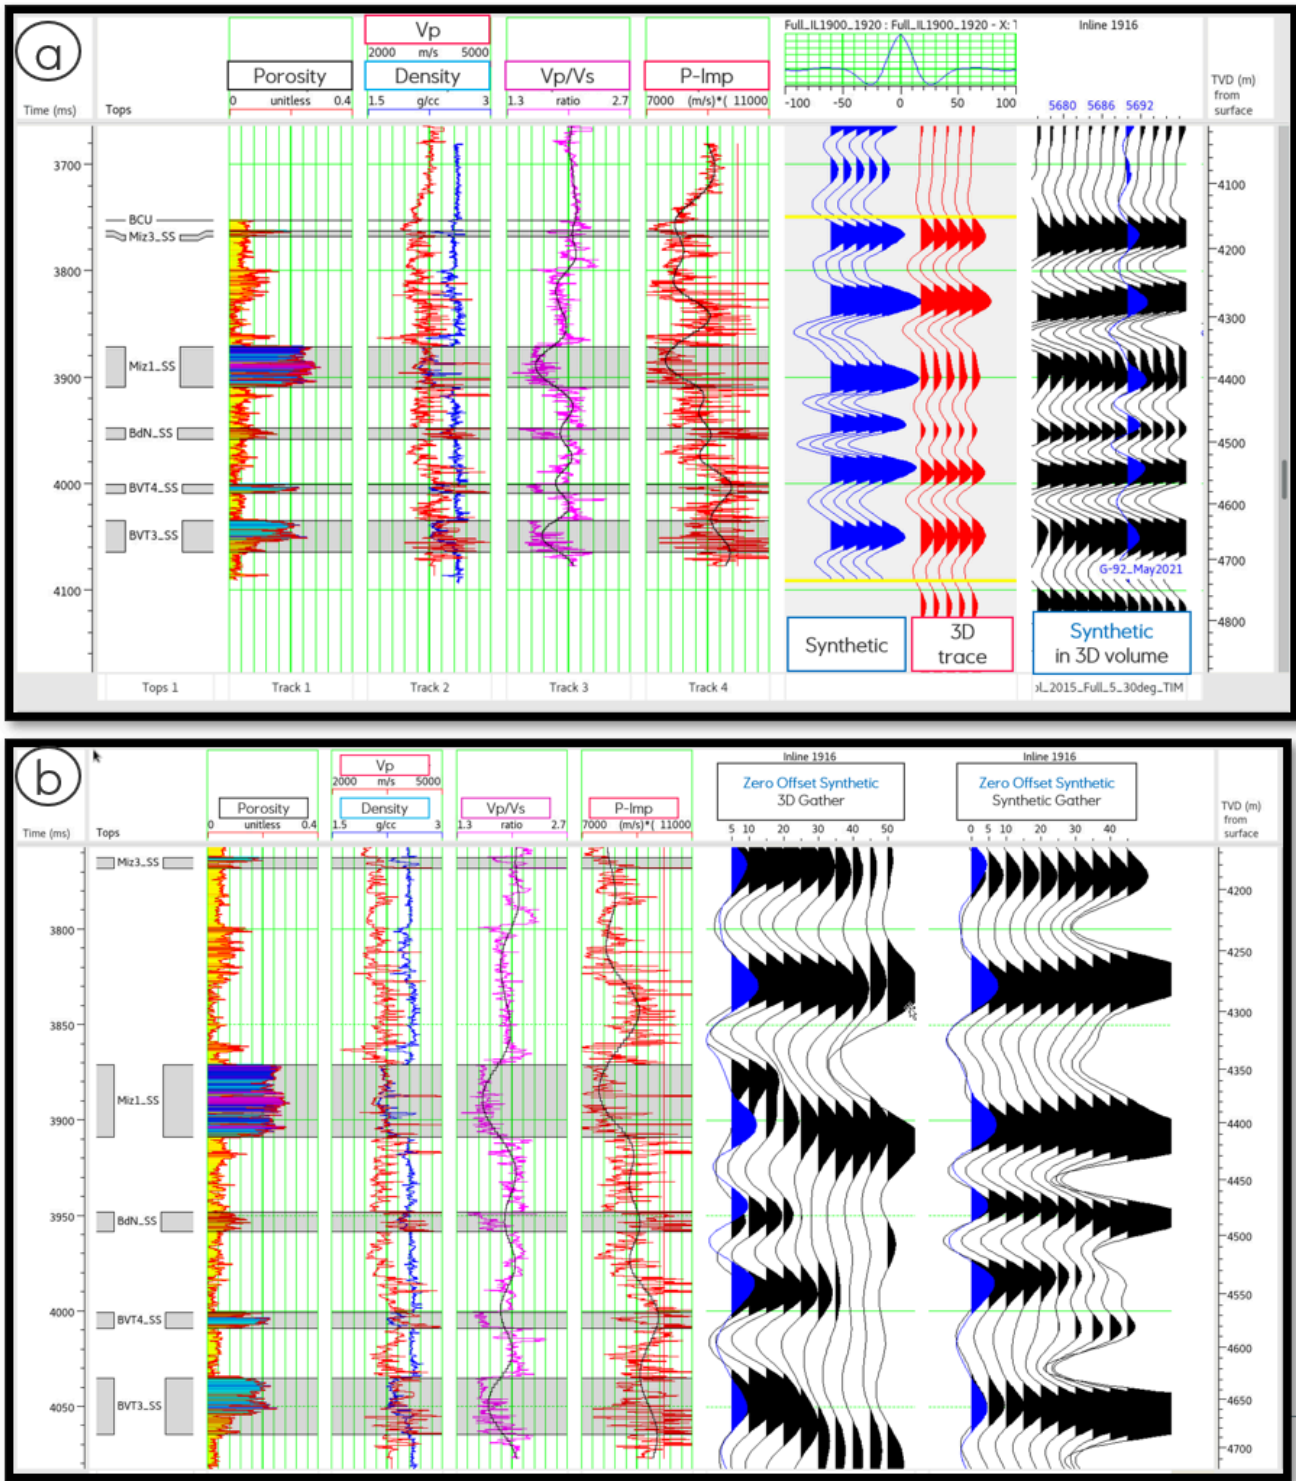 a
Vp
2000 m/s 5000
Porosity
Density
Vp/Vs
P-Imp
0 unitless 0.4
1.5 g/cc 3
1.3 ratio 2.7
7000 (m/s)*( 11000
Full_IL1900_1920 : Full_IL1900_1920 - X:
-100 -50 0 50 100
Inline 1916
5680 5686 5692
TVD (m)
from
surface
Time (ms)
Tops
3700
3800
3900
4000
4100
BCU
Miz3_SS
Miz1_SS
BdN_SS
BVT4_SS
BVT3_SS
4100
4200
4300
4400
4500
4600
4700
4800
G-92_May2021
Synthetic
3D
trace
Synthetic
in 3D volume
Tops 1
Track 1
Track 2
Track 3
Track 4
_2015_Full_5_30deg_TIM
b
Vp
2000 m/s 5000
Porosity
Density
Vp/Vs
P-Imp
0 unitless 0.4
1.5 g/cc 3
1.3 ratio 2.7
7000 (m/s)*( 11000
Inline 1916
Zero Offset Synthetic
3D Gather
5 10 20 30 40 50
Inline 1916
Zero Offset Synthetic
Synthetic Gather
0 5 10 20 30 40
TVD (m)
from
surface
Time (ms)
Tops
Miz3_SS
Miz1_SS
BdN_SS
BVT4_SS
BVT3_SS
3800
3850
3900
3950
4000
4050
4200
4250
4300
4350
4400
4450
4500
4550
4600
4650
4700